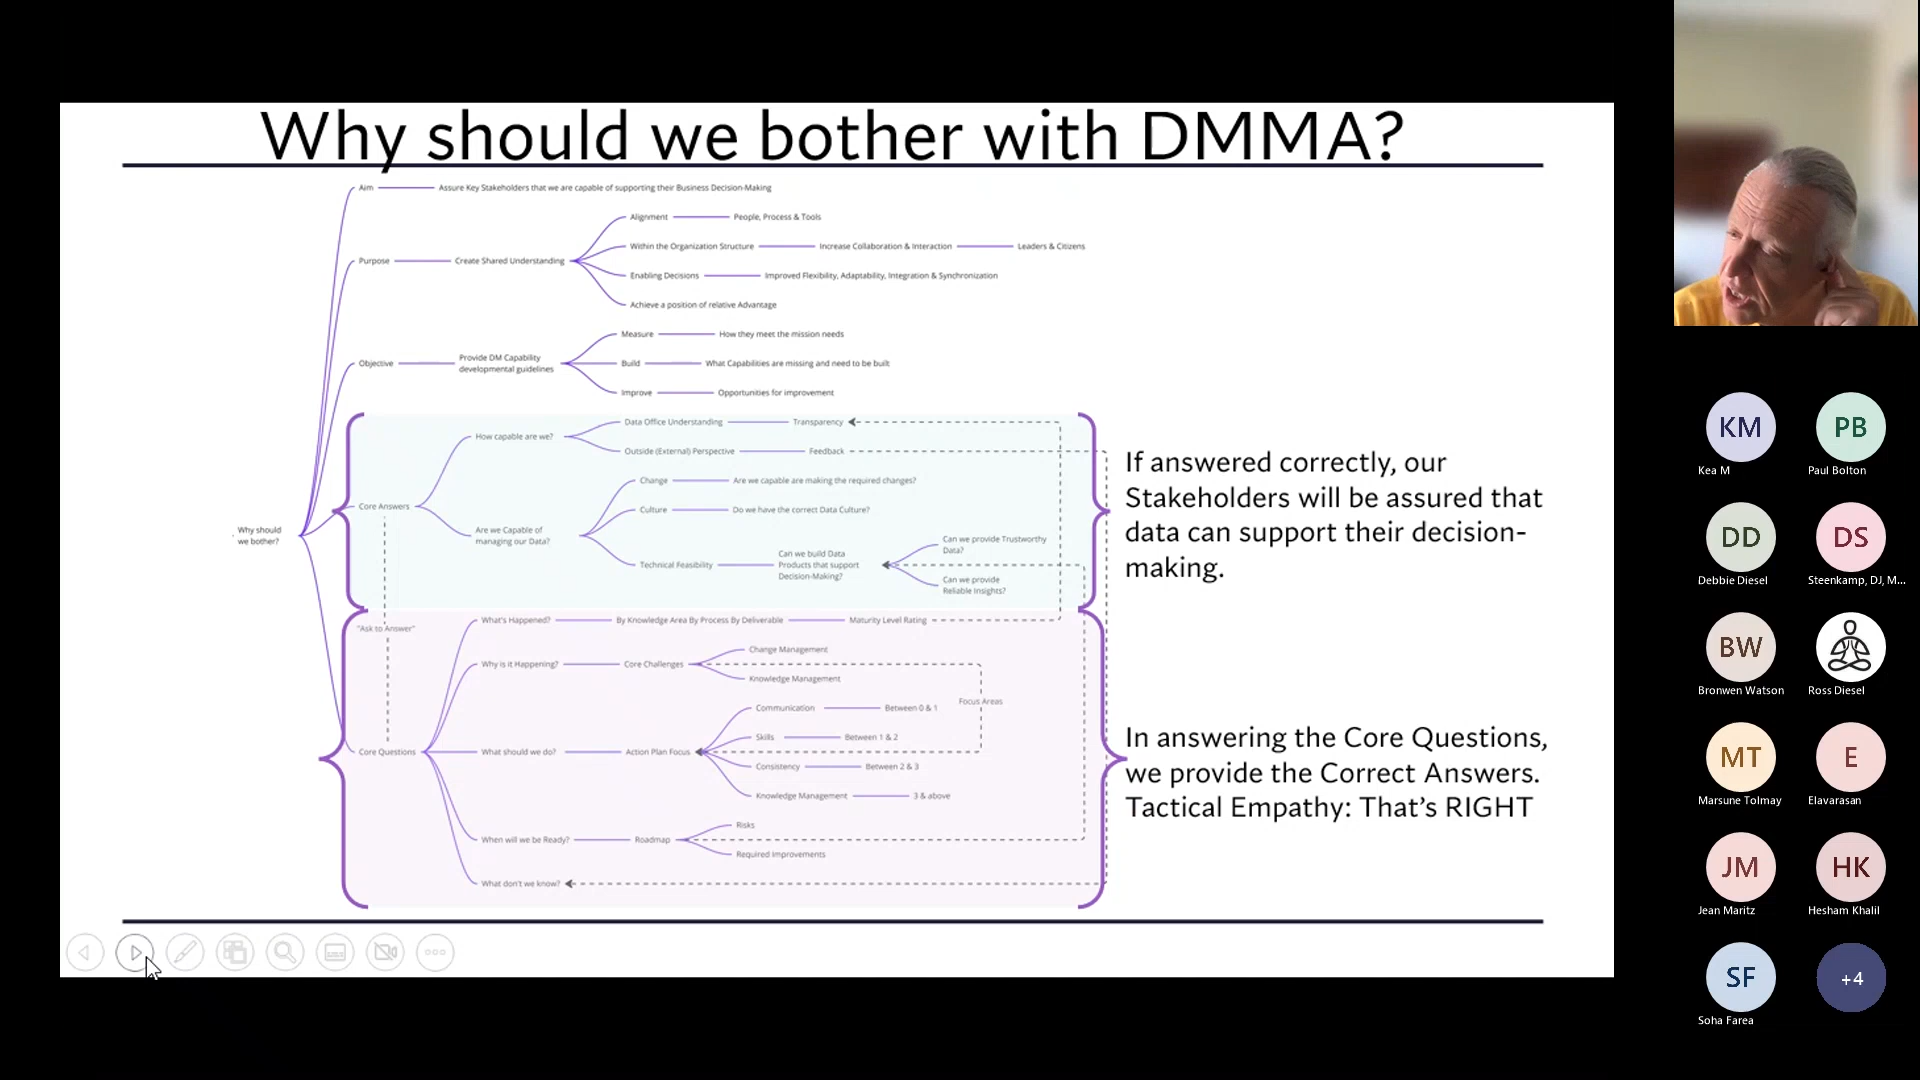 Why should we bother with DMMA?
Aim
Assure Key Stakeholders that we are capable of supporting their Business Decision-Making
Alignment
People, Process & Tools
Within the Organization Structure
Increase Collaboration & Interaction
Leaders & Citizens
Purpose
Create Shared Understanding
Enabling Decisions
Improved Flexibility, Adaptability, Integration & Synchronization
Achieve a position of relative Advantage
Measure
How they meet the mission needs
Objective
Provide DM Capability
developmental guidelines
Build
What Capabilities are missing and need to be built
Improve
Opportunities for improvement
Data Office Understanding
Transparency
How capable are we?
Outside (External) Perspective
Feedback
Change
Are we capable are making the required changes?
Core Answers
Culture
Do we have the correct Data Culture?
Why should
we bother?
Are we Capable of
managing our Data?
Technical Feasibility
Can we build Data
Products that support
Decision-Making?
Can we provide Trustworthy
Data?
Can we provide
Reliable Insights?
"Ask to Answer"
What's Happened?
By Knowledge Area By Process By Deliverable
Maturity Level Rating
Why is it Happening?
Core Challenges
Change Management
Knowledge Management
Focus Areas
Communication
Between 0 & 1
Skills
Between 1 & 2
Core Questions
What should we do?
Action Plan Focus
Consistency
Between 2 & 3
Knowledge Management
3 & above
When will we be Ready?
Roadmap
Risks
Required Improvements
What don't we know?
If answered correctly, our
Stakeholders will be assured that
data can support their decision-
making.
In answering the Core Questions,
we provide the Correct Answers.
Tactical Empathy: That's RIGHT
KM
Kea M
PB
Paul Bolton
DD
Debbie Diesel
DS
Steenkamp, DJ, M...
BW
Bronwen Watson
Ross Diesel
MT
Marsune Tolmay
E
Elavarasan
JM
Jean Maritz
HK
Hesham Khalil
SF
Soha Farea
+4